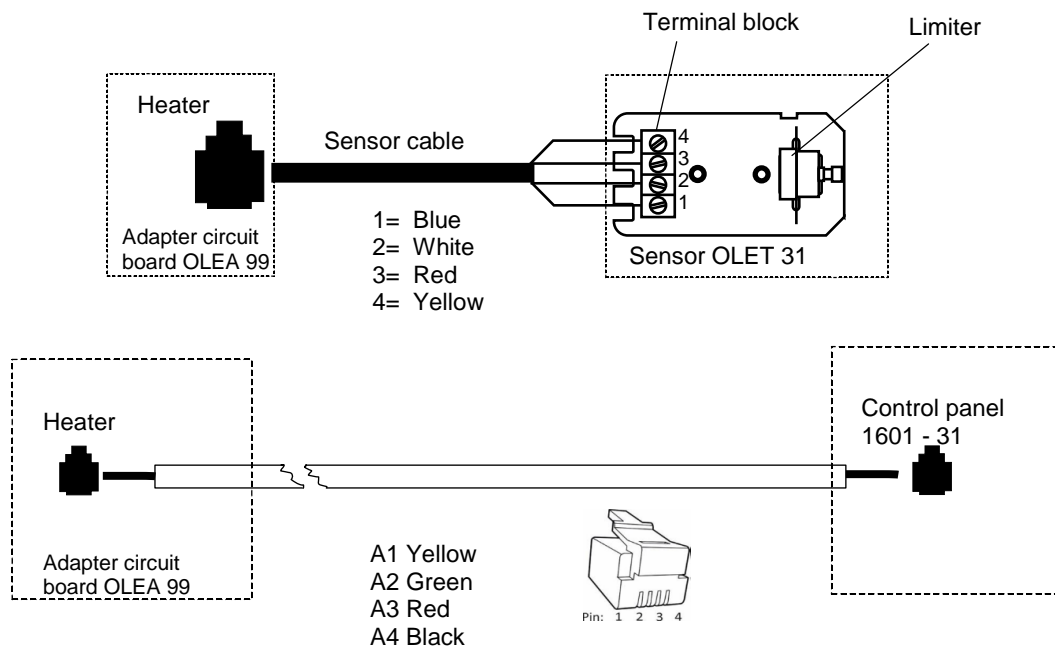 Terminal block
Limiter
Heater
Sensor cable
4
3
2
1
1= Blue
2= White
3= Red
4= Yellow
Adapter circuit
board OLEA 99
Sensor OLET 31
Heater
Control panel
1601 - 31
Adapter circuit
board OLEA 99
A1 Yellow
A2 Green
A3 Red
A4 Black
Pin: 1 2 3 4